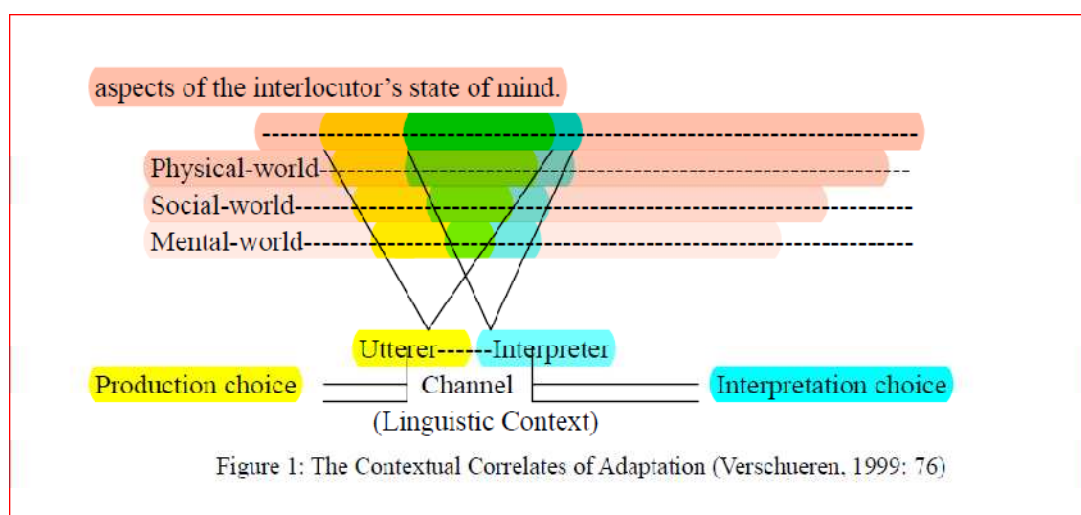 aspects of the interlocutor's state of mind.
Physical-world
Social-world
Mental-world
Utterer------Interpreter
Production choice Channel Interpretation choice
(Linguistic Context)
Figure 1: The Contextual Correlates of Adaptation (Verschueren, 1999: 76)